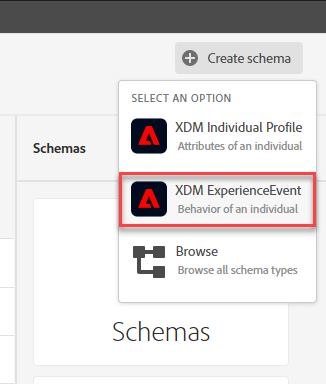 Create schema
SELECT AN OPTION
XDM Individual Profile
Attributes of an individual
Schemas
XDM ExperienceEvent
Behavior of an individual
Browse
Browse all schema types
Schemas